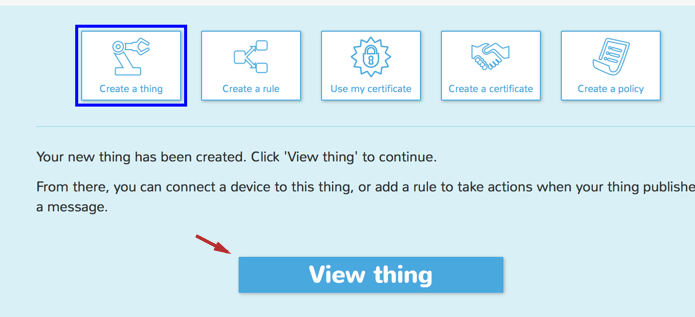 Create a thing
Create a rule
Use my certificate
Create a certificate
Create a policy
Your new thing has been created. Click 'View thing' to continue.
From there, you can connect a device to this thing, or add a rule to take actions when your thing publishe
a message.
View thing